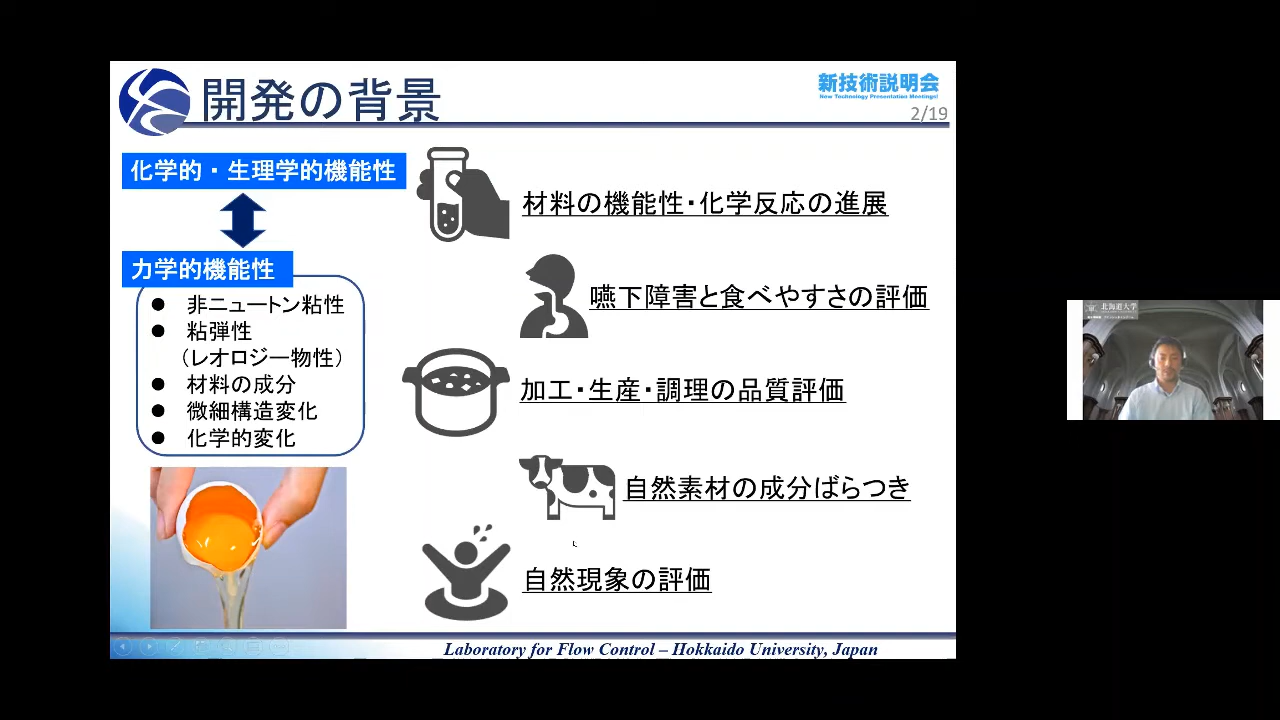 開発の背景
新技術説明会
New Technology Presentation Meetings!
2/19
化学的・生理学的機能性
力学的機能性
● 非ニュートン粘性
● 粘弾性
（レオロジー物性）
● 材料の成分
● 微細構造変化
● 化学的変化
材料の機能性・化学反応の進展
嚥下障害と食べやすさの評価
加工・生産・調理の品質評価
自然素材の成分ばらつき
自然現象の評価
Laboratory for Flow Control – Hokkaido University, Japan
北海道大学